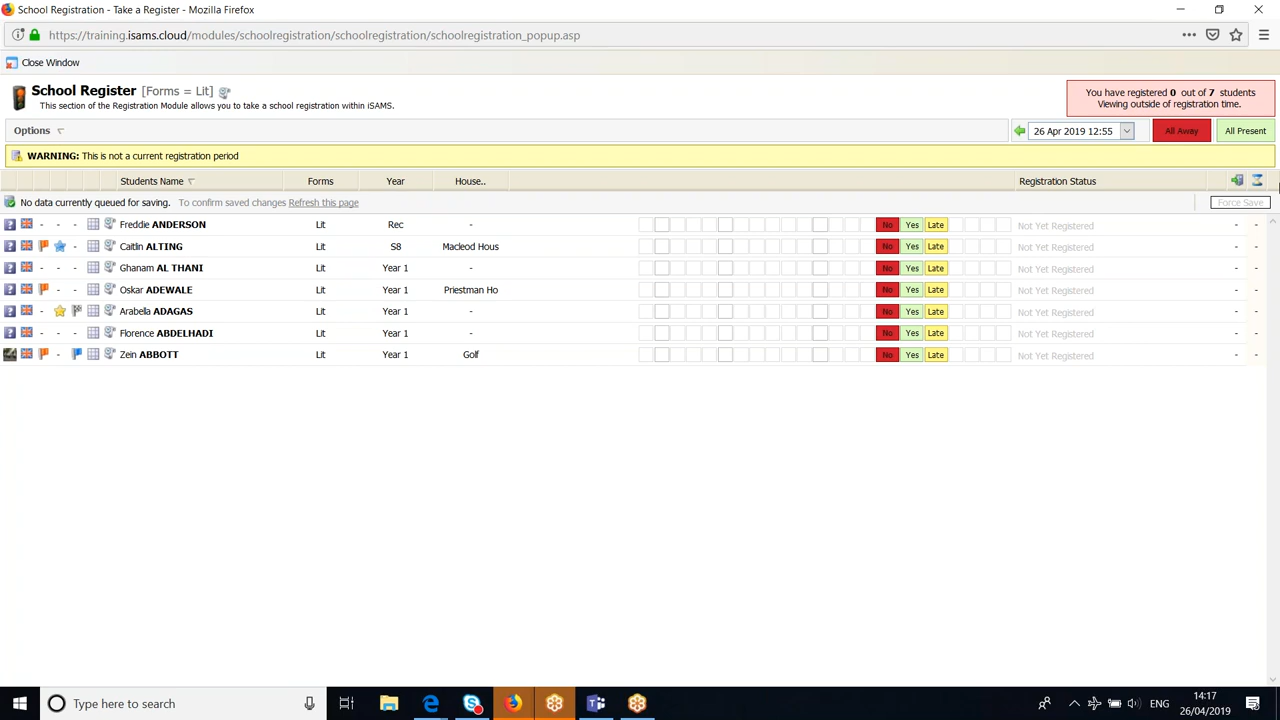 School Registration - Take a Register - Mozilla Firefox
https://training.isams.cloud/modules/schoolregistration/schoolregistration_popup.asp
Close Window
School Register [Forms = Lit]
This section of the Registration Module allows you to take a school registration within iSAMS.
You have registered 0 out of 7 students
Viewing outside of registration time.
Options
26 Apr 2019 12:55
All Away
All Present
WARNING: This is not a current registration period
Students Name Forms Year House.. Registration Status
No data currently queued for saving. To confirm saved changes Refresh this page Force Save
- - - Freddie ANDERSON Lit Rec - No Yes Late Not Yet Registered - -
- Caitlin ALTING Lit S8 Macleod Hous No Yes Late Not Yet Registered - -
- - - Ghanam AL THANI Lit Year 1 - No Yes Late Not Yet Registered - -
- - Oskar ADEWALE Lit Year 1 Priestman Ho No Yes Late Not Yet Registered - -
- Arabella ADAGAS Lit Year 1 - No Yes Late Not Yet Registered - -
- - - Florence ABDELHADI Lit Year 1 - No Yes Late Not Yet Registered - -
- Zein ABBOTT Lit Year 1 Golf No Yes Late Not Yet Registered - -
Type here to search
ENG
14:17
26/04/2019